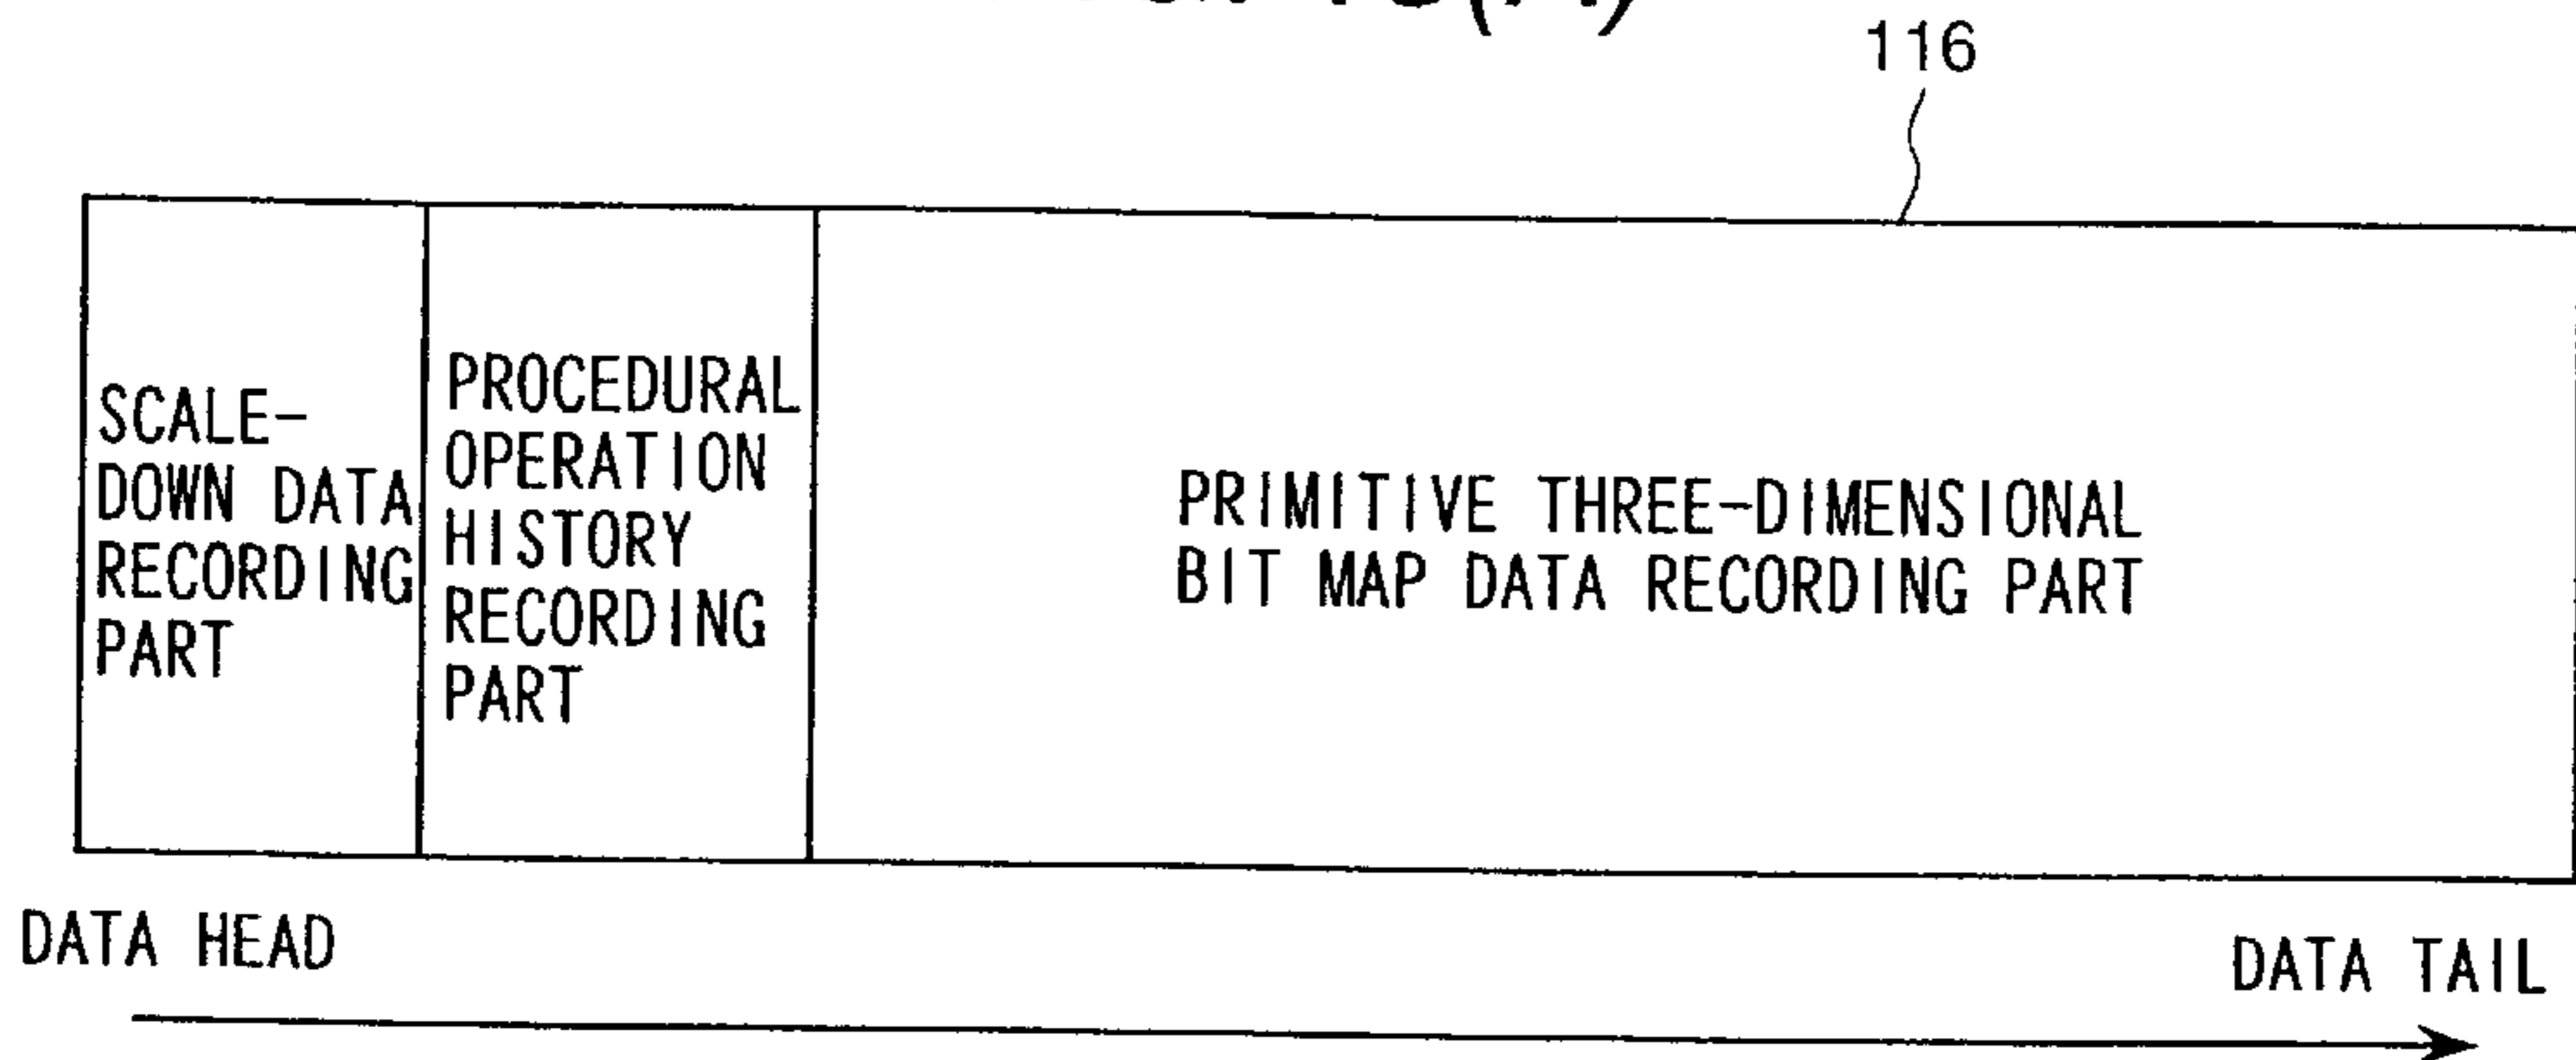 116
SCALE-
DOWN DATA
RECORDING
PART
PROCEDURAL
OPERATION
HISTORY
RECORDING
PART
PRIMITIVE THREE-DIMENSIONAL
BIT MAP DATA RECORDING PART
DATA HEAD
DATA TAIL